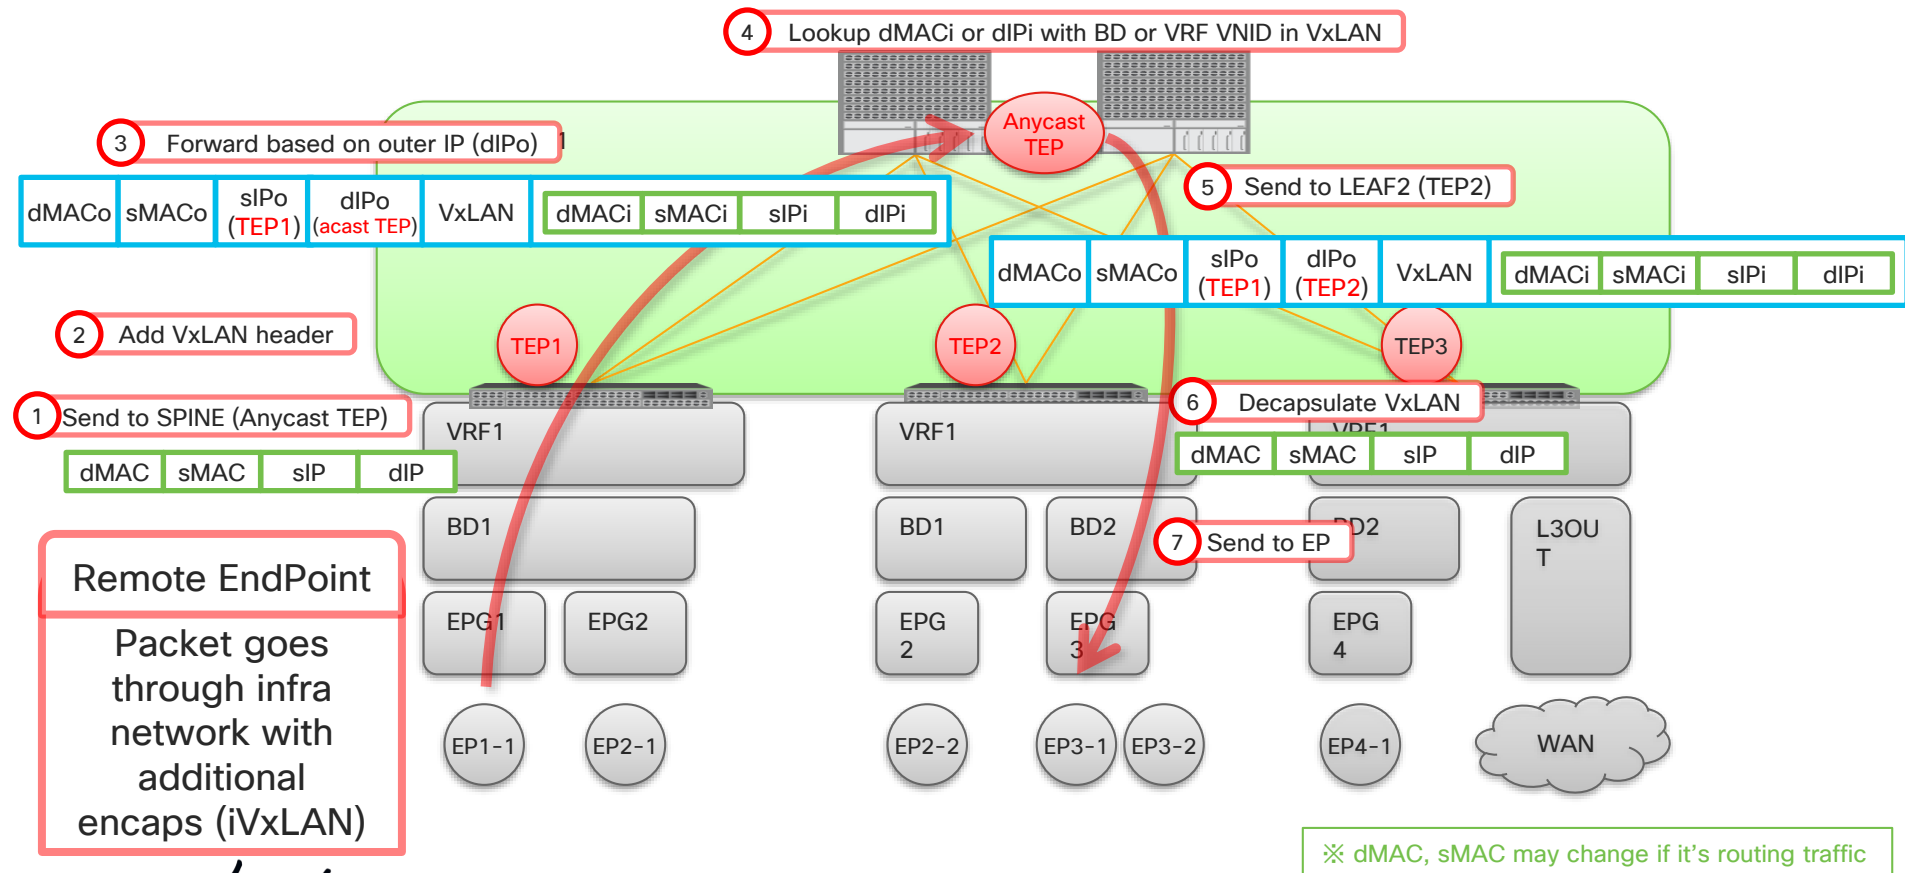 4 Lookup dMACi or dIPi with BD or VRF VNID in VxLAN
3 Forward based on outer IP (dIPo)
Anycast
TEP
5 Send to LEAF2 (TEP2)
dMACo sMACo sIPo (TEP1) dIPo (acast TEP) VxLAN dMACi sMACi sIPi dIPi
dMACo sMACo sIPo (TEP1) dIPo (TEP2) VxLAN dMACi sMACi sIPi dIPi
2 Add VxLAN header
TEP1
TEP2
TEP3
1 Send to SPINE (Anycast TEP)
6 Decapsulate VxLAN
VRF1
VRF1
VRF1
dMAC sMAC sIP dIP
dMAC sMAC sIP dIP
BD1
BD1
BD2
7 Send to EP
BD2
L3OU
T
Remote EndPoint
Packet goes
through infra
network with
additional
encaps (iVxLAN)
EPG1
EPG2
EPG
2
EPG
3
EPG
4
EP1-1
EP2-1
EP2-2
EP3-1
EP3-2
EP4-1
WAN
※ dMAC, sMAC may change if it's routing traffic